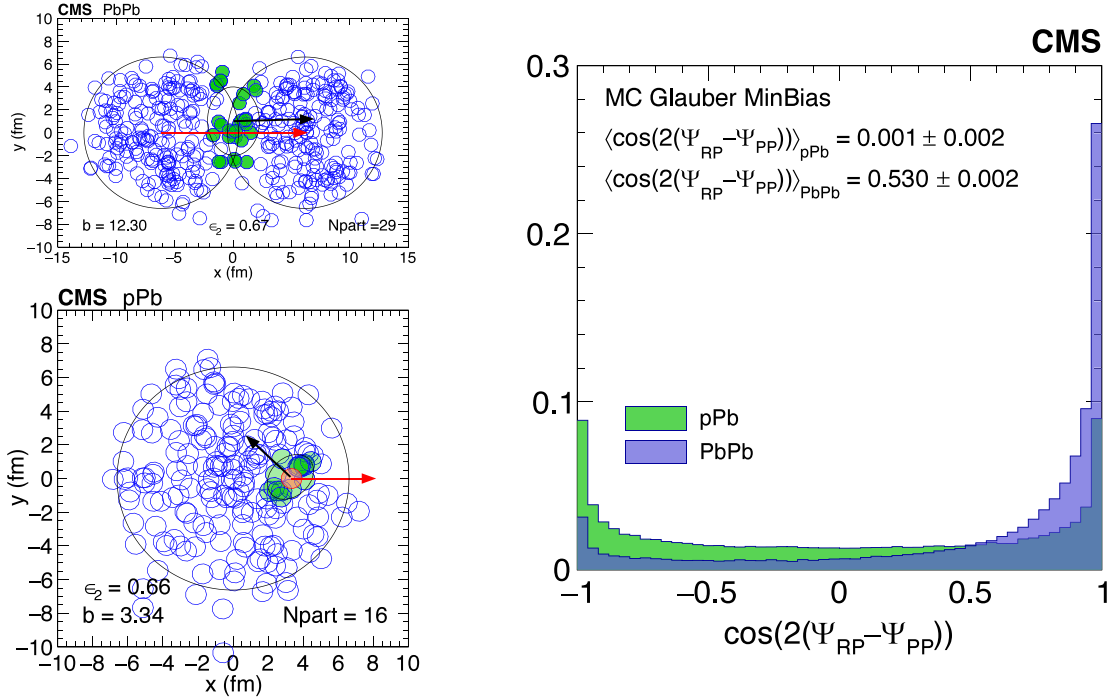 CMS PbPb
10
8
6
4
2
0
−2
−4
−6
−8
−10
y (fm)
b = 12.30 ϵ2 = 0.67 Npart =29
−15 −10 −5 0 5 10 15
x (fm)
CMS pPb
10
8
6
4
2
0
−2
−4
−6
−8
−10
y (fm)
ϵ2 = 0.66
b = 3.34 Npart = 16
−10 −8 −6 −4 −2 0 2 4 6 8 10
x (fm)
CMS
0.3
0.2
0.1
0
MC Glauber MinBias
⟨cos(2(ΨRP−ΨPP))⟩pPb = 0.001 ± 0.002
⟨cos(2(ΨRP−ΨPP))⟩PbPb = 0.530 ± 0.002
pPb
PbPb
−1 −0.5 0 0.5 1
cos(2(ΨRP−ΨPP))